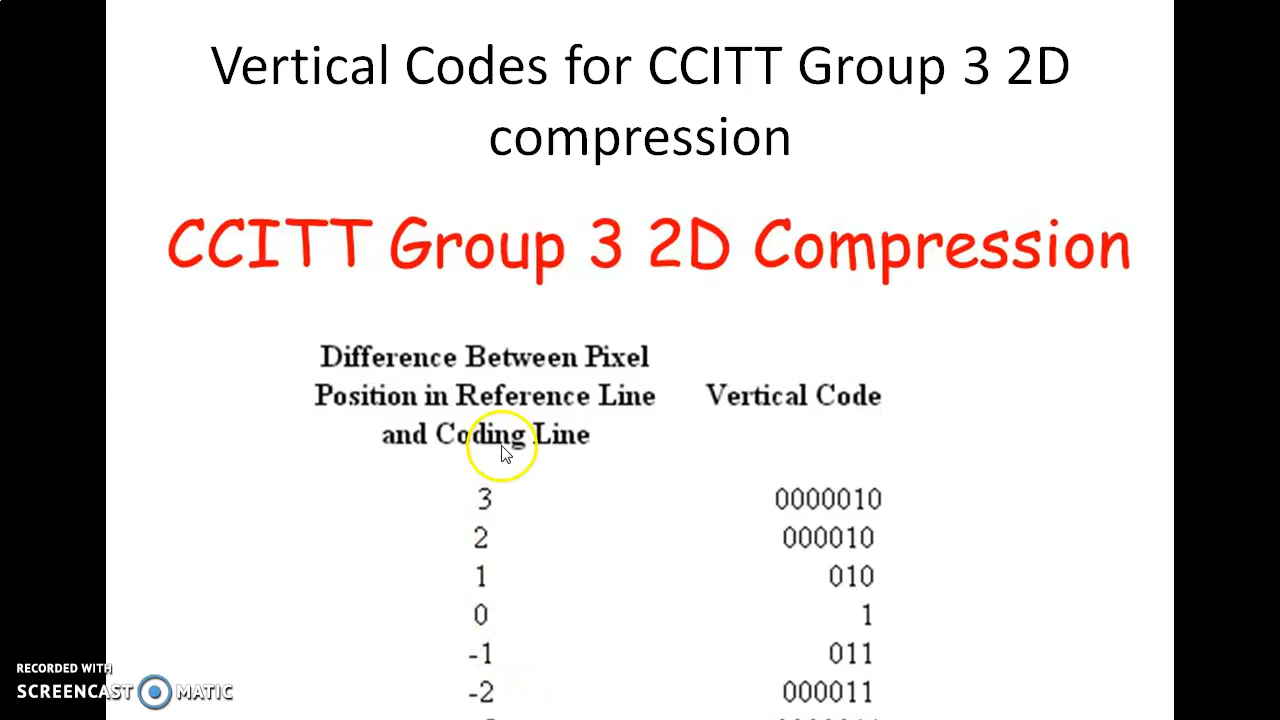 Vertical Codes for CCITT Group 3 2D
compression
CCITT Group 3 2D Compression
Difference Between Pixel
Position in Reference Line
and Coding Line
Vertical Code
3 0000010
2 000010
1 010
0 1
-1 011
-2 000011
RECORDED WITH
SCREENCAST MATIC